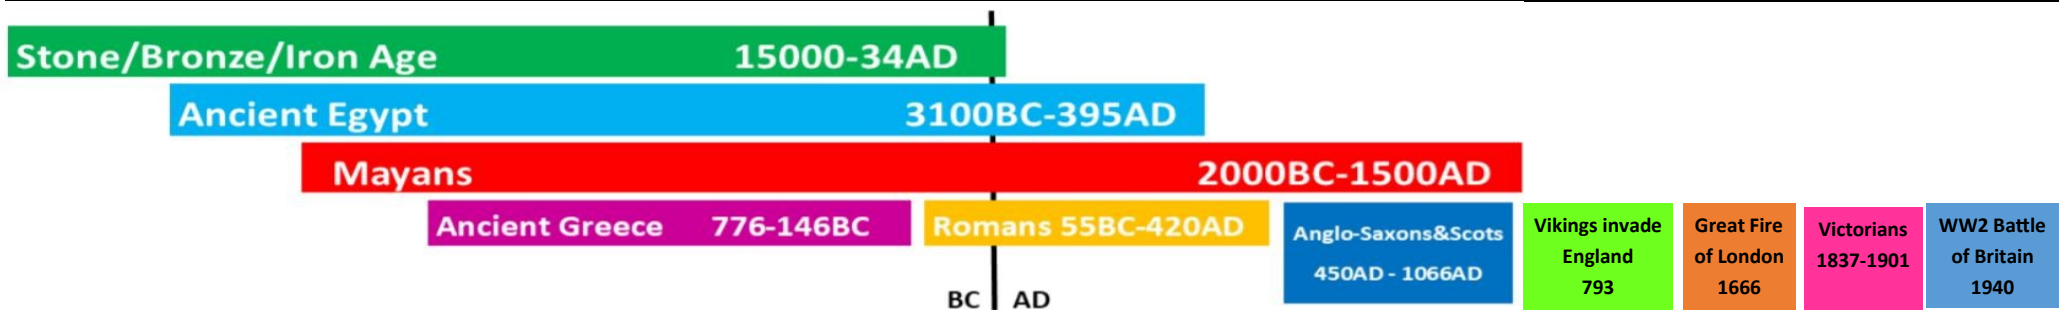 Stone/Bronze/Iron Age 15000-34AD
Ancient Egypt 3100BC-395AD
Mayans 2000BC-1500AD
Ancient Greece 776-146BC
Romans 55BC-420AD
Anglo-Saxons&Scots
450AD - 1066AD
Vikings invade
England
793
Great Fire
of London
1666
Victorians
1837-1901
WW2 Battle
of Britain
1940
BC AD